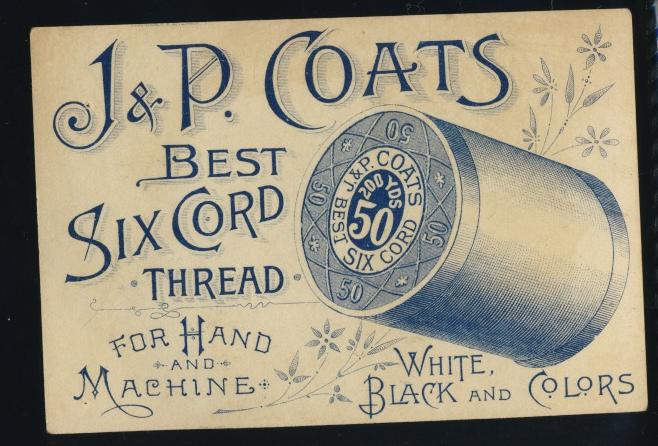 J. & P. COATS
BEST
SIX CORD
THREAD
FOR HAND
AND
MACHINE
50
50
50
50
J. & P. COATS
BEST SIX CORD
200 YDS
50
WHITE,
BLACK AND COLORS